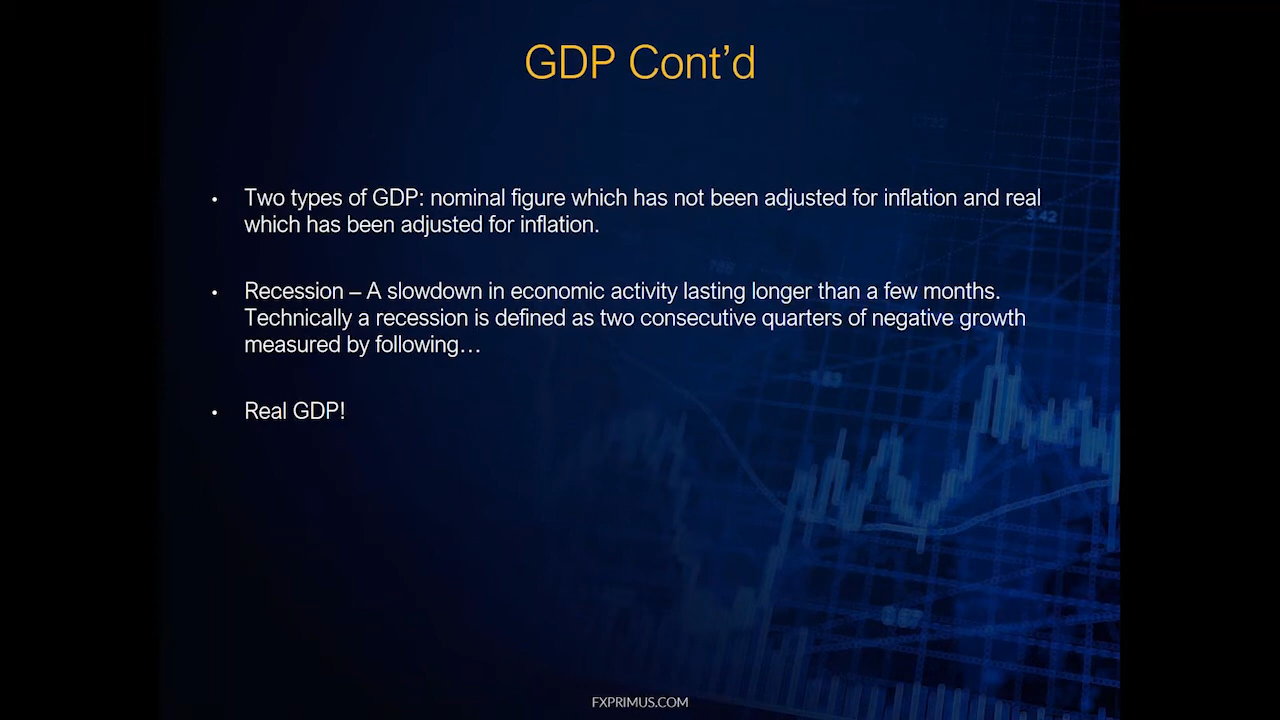 GDP Cont’d
• Two types of GDP: nominal figure which has not been adjusted for inflation and real
which has been adjusted for inflation.
• Recession – A slowdown in economic activity lasting longer than a few months.
Technically a recession is defined as two consecutive quarters of negative growth
measured by following…
• Real GDP!
3.42
FXPRIMUS.COM